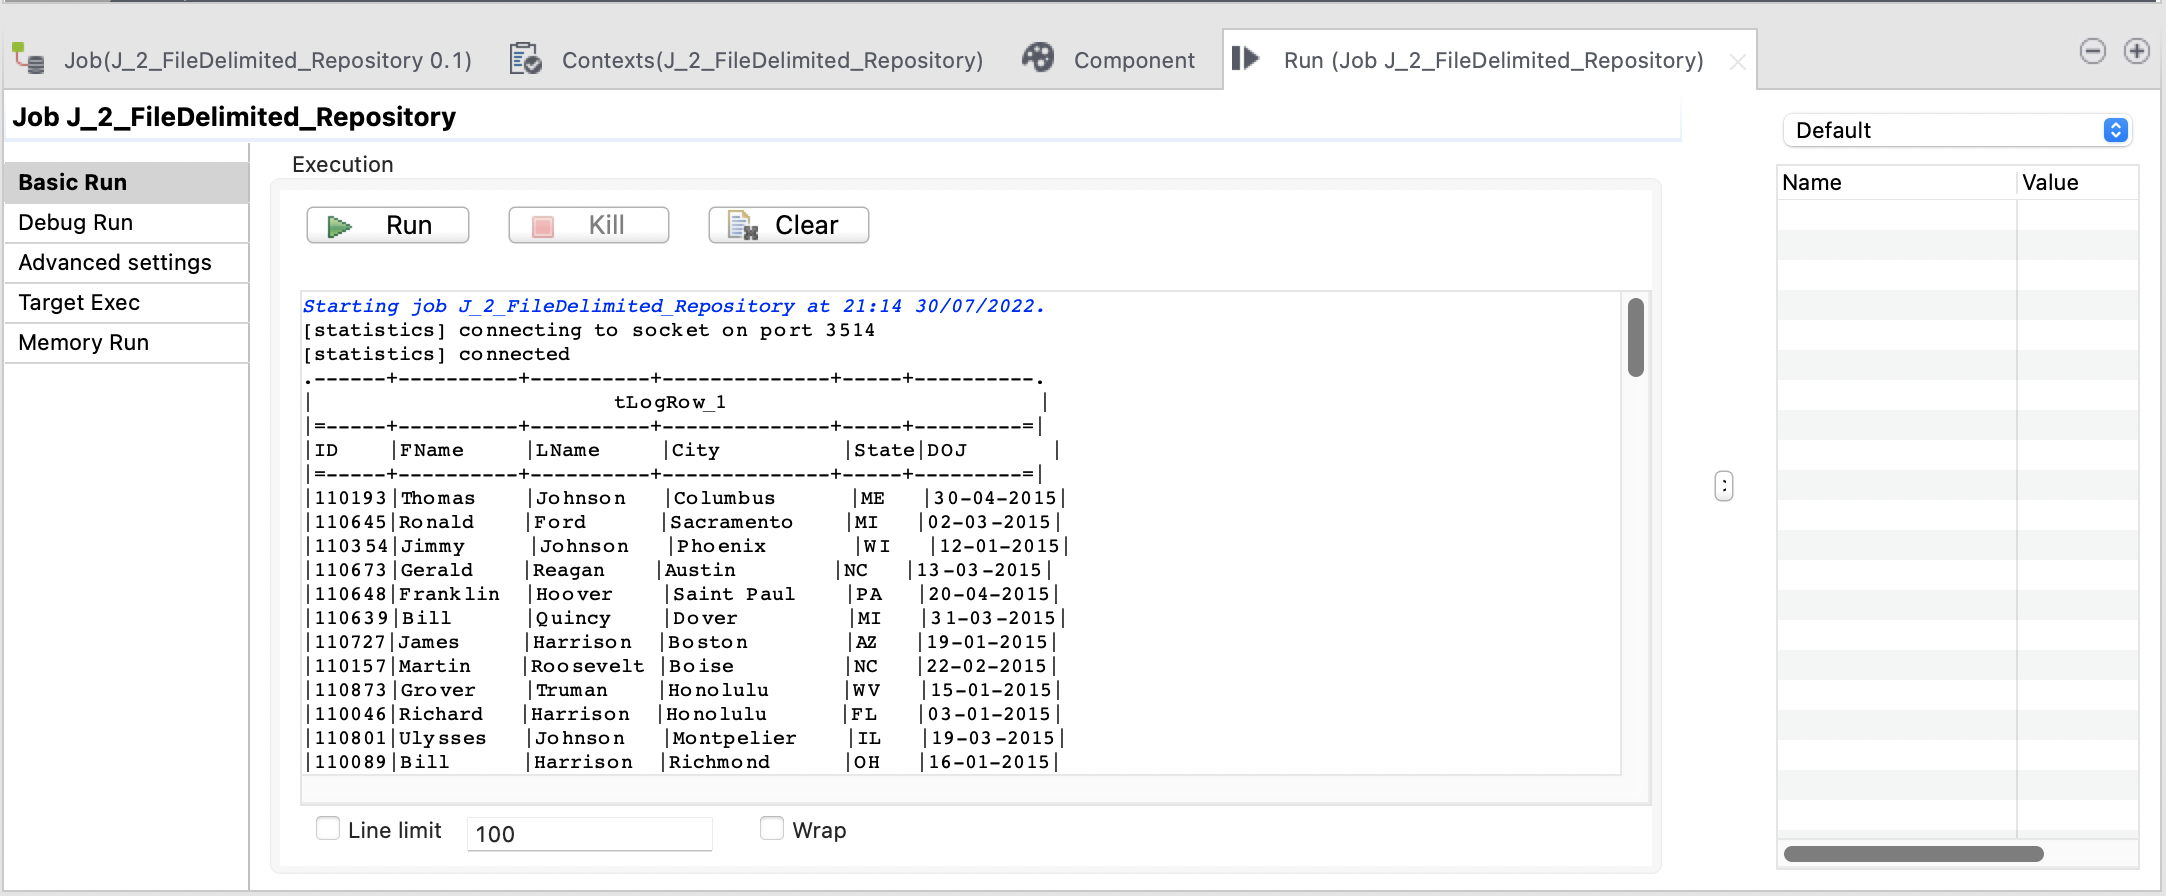 Job(J_2_FileDelimited_Repository 0.1) Contexts(J_2_FileDelimited_Repository) Component Run (Job J_2_FileDelimited_Repository)
Job J_2_FileDelimited_Repository
Default
Basic Run
Debug Run
Advanced settings
Target Exec
Memory Run
Execution
Run Kill Clear
Starting job J_2_FileDelimited_Repository at 21:14 30/07/2022.
[statistics] connecting to socket on port 3514
[statistics] connected
.------+----------+----------+--------------+-----+----------.
| tLogRow_1 |
|=-----+----------+----------+--------------+-----+---------=|
|ID |FName |LName |City |State|DOJ |
|=-----+----------+----------+--------------+-----+---------=|
|110193|Thomas |Johnson |Columbus |ME |30-04-2015|
|110645|Ronald |Ford |Sacramento |MI |02-03-2015|
|110354|Jimmy |Johnson |Phoenix |WI |12-01-2015|
|110673|Gerald |Reagan |Austin |NC |13-03-2015|
|110648|Franklin |Hoover |Saint Paul |PA |20-04-2015|
|110639|Bill |Quincy |Dover |MI |31-03-2015|
|110727|James |Harrison |Boston |AZ |19-01-2015|
|110157|Martin |Roosevelt |Boise |NC |22-02-2015|
|110873|Grover |Truman |Honolulu |WV |15-01-2015|
|110046|Richard |Harrison |Honolulu |FL |03-01-2015|
|110801|Ulysses |Johnson |Montpelier |IL |19-03-2015|
|110089|Bill |Harrison |Richmond |OH |16-01-2015|
Line limit 100 Wrap
:
Name Value